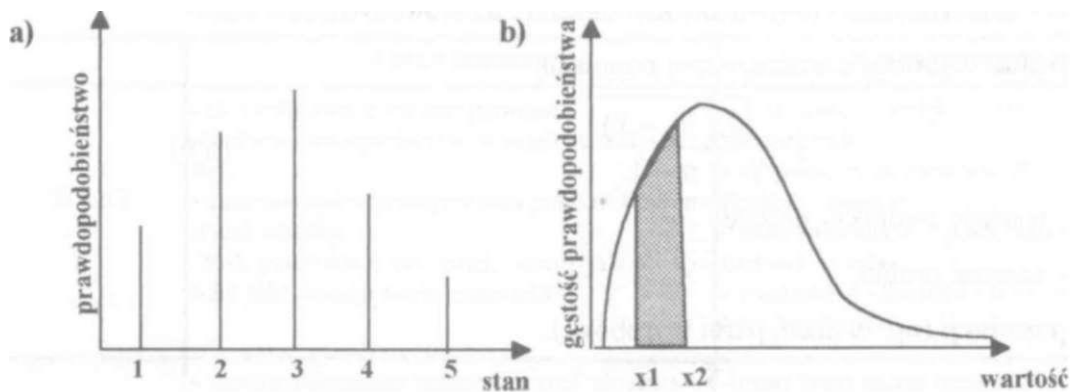 a)
prawdopodobieństwo
1 2 3 4 5 stan
b)
gęstość prawdopodobieństwa
x1 x2 wartość